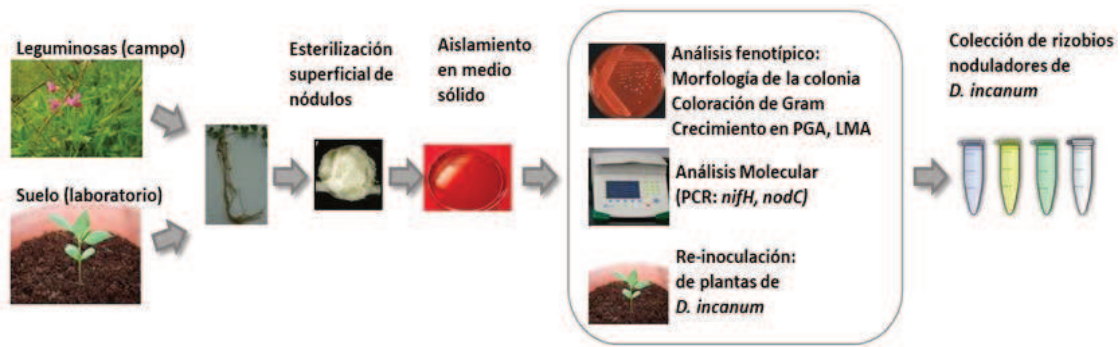 Leguminosas (campo)
Suelo (laboratorio)
Esterilización
superficial de
nódulos
Aislamiento
en medio
sólido
Análisis fenotípico:
Morfología de la colonia
Coloración de Gram
Crecimiento en PGA, LMA
Análisis Molecular
(PCR: nifH, nodC)
Re-inoculación:
de plantas de
D. incanum
Colección de rizobios
noduladores de
D. incanum